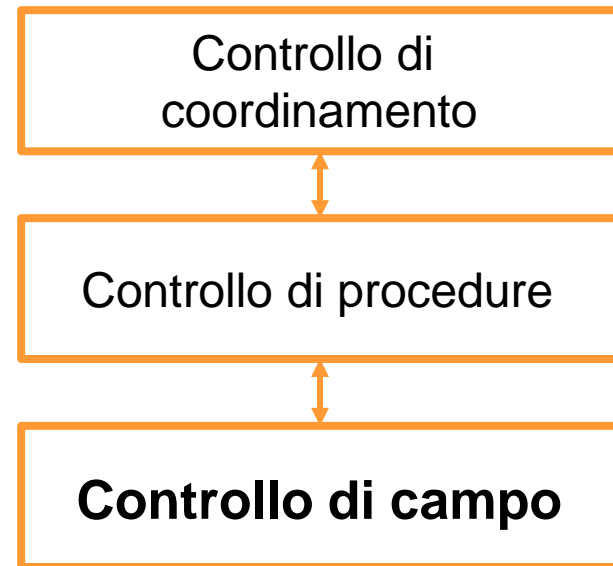 Controllo di
coordinamento
Controllo di procedure
Controllo di campo